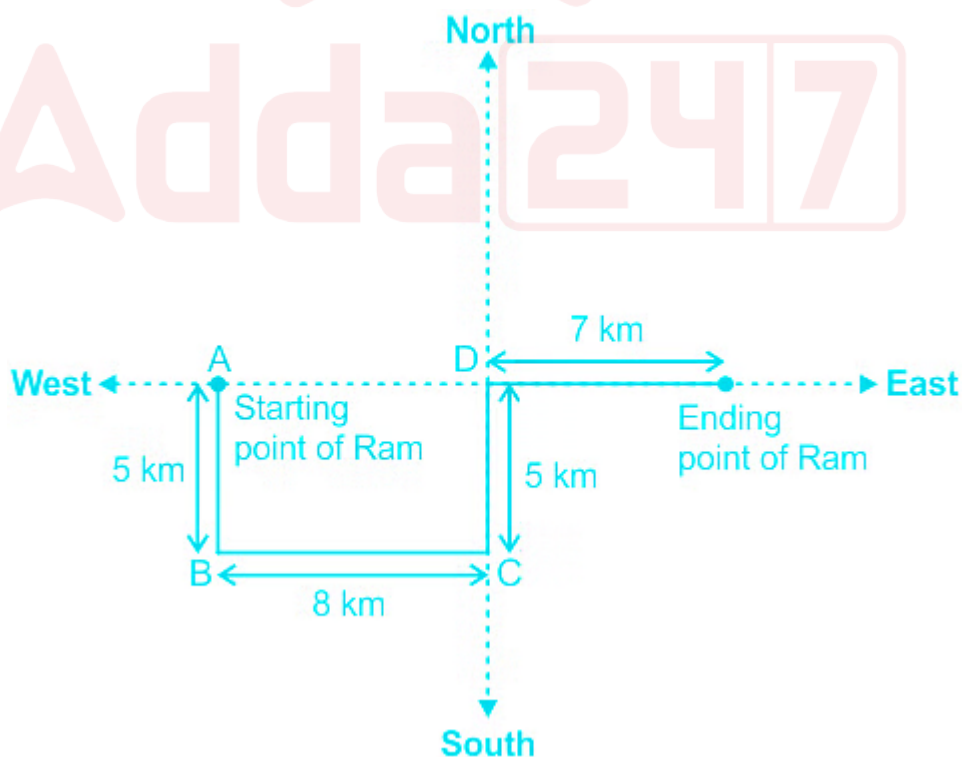 North
Adda247
7 km
A
D
West
East
Starting
point of Ram
Ending
point of Ram
5 km
5 km
B
C
8 km
South